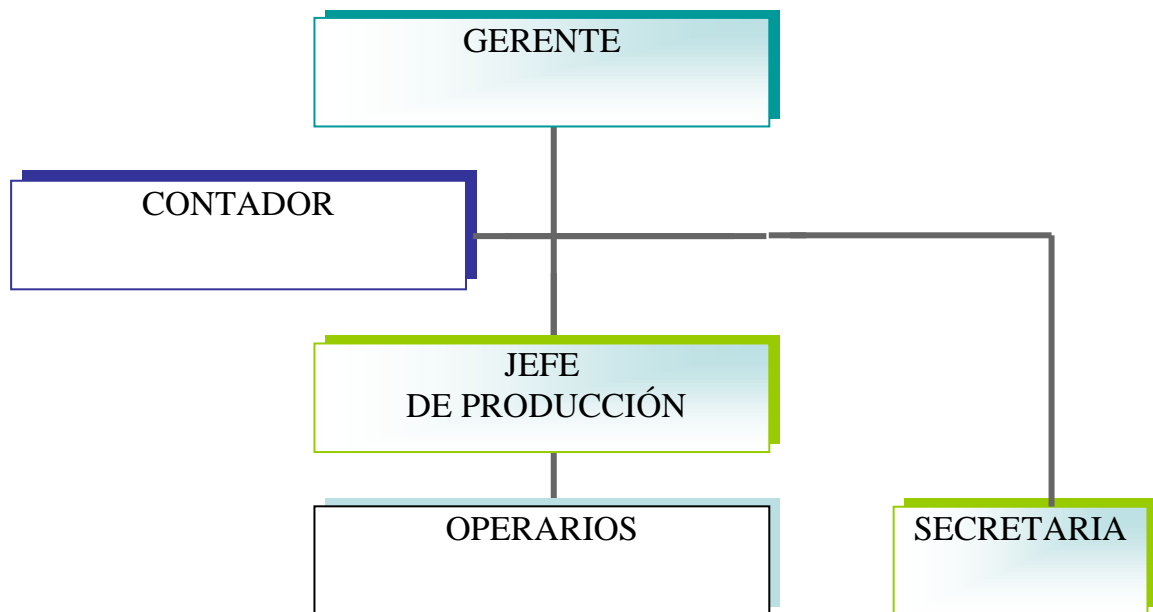 GERENTE
CONTADOR
JEFE
DE PRODUCCIÓN
OPERARIOS
SECRETARIA